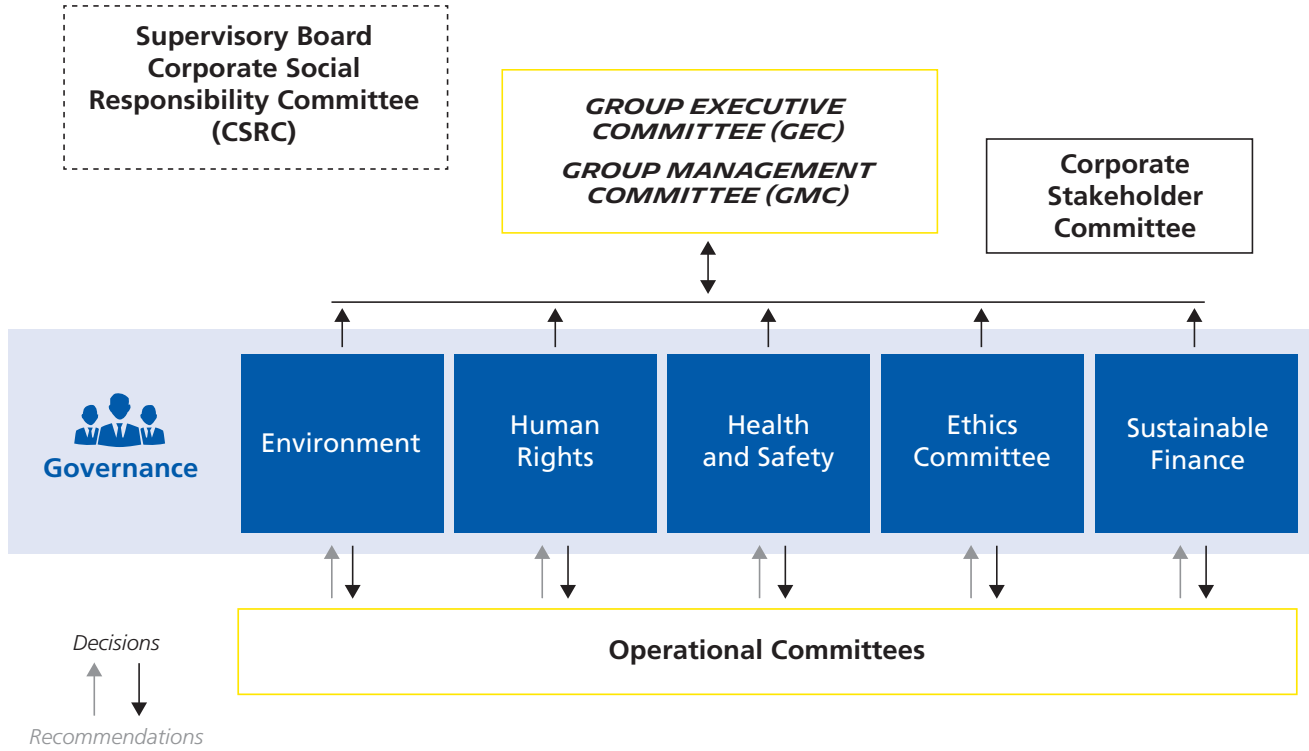 Supervisory Board
Corporate Social
Responsibility Committee
(CSRC)
GROUP EXECUTIVE
COMMITTEE (GEC)
GROUP MANAGEMENT
COMMITTEE (GMC)
Corporate
Stakeholder
Committee
Governance
Environment
Human
Rights
Health
and Safety
Ethics
Committee
Sustainable
Finance
Operational Committees
Decisions
Recommendations